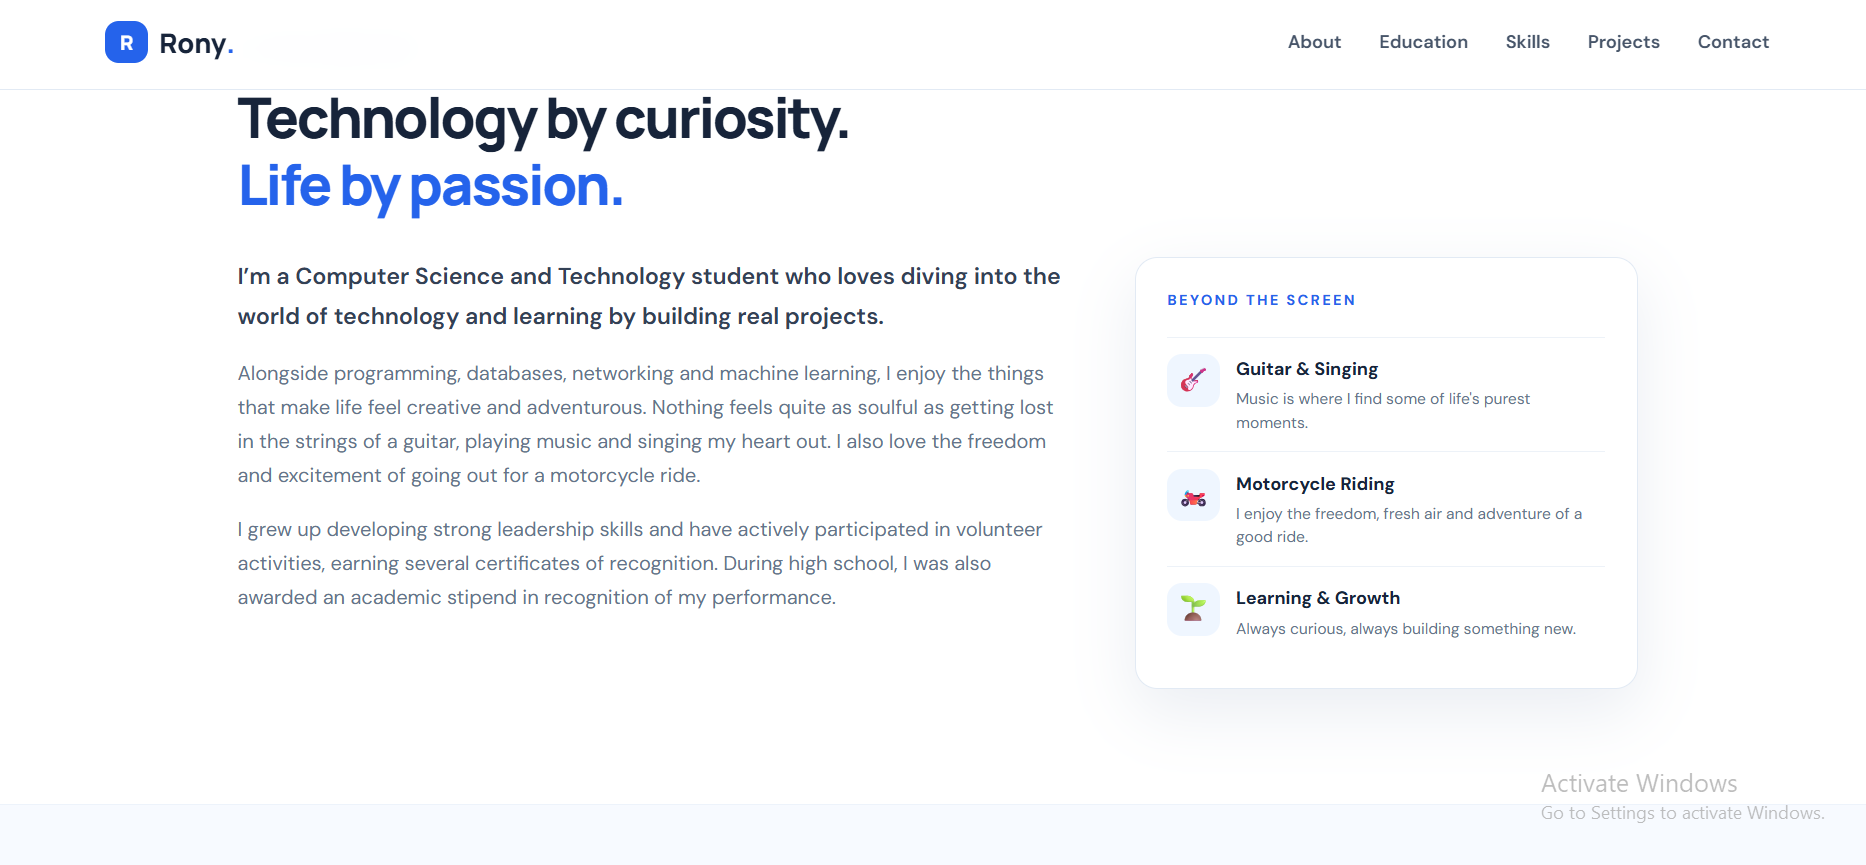 R
Rony.
About
Education
Skills
Projects
Contact
Technology by curiosity.
Life by passion.
I’m a Computer Science and Technology student who loves diving into the
world of technology and learning by building real projects.
Alongside programming, databases, networking and machine learning, I enjoy the things
that make life feel creative and adventurous. Nothing feels quite as soulful as getting lost
in the strings of a guitar, playing music and singing my heart out. I also love the freedom
and excitement of going out for a motorcycle ride.
I grew up developing strong leadership skills and have actively participated in volunteer
activities, earning several certificates of recognition. During high school, I was also
awarded an academic stipend in recognition of my performance.
BEYOND THE SCREEN
Guitar & Singing
Music is where I find some of life's purest
moments.
Motorcycle Riding
I enjoy the freedom, fresh air and adventure of a
good ride.
Learning & Growth
Always curious, always building something new.
Activate Windows
Go to Settings to activate Windows.